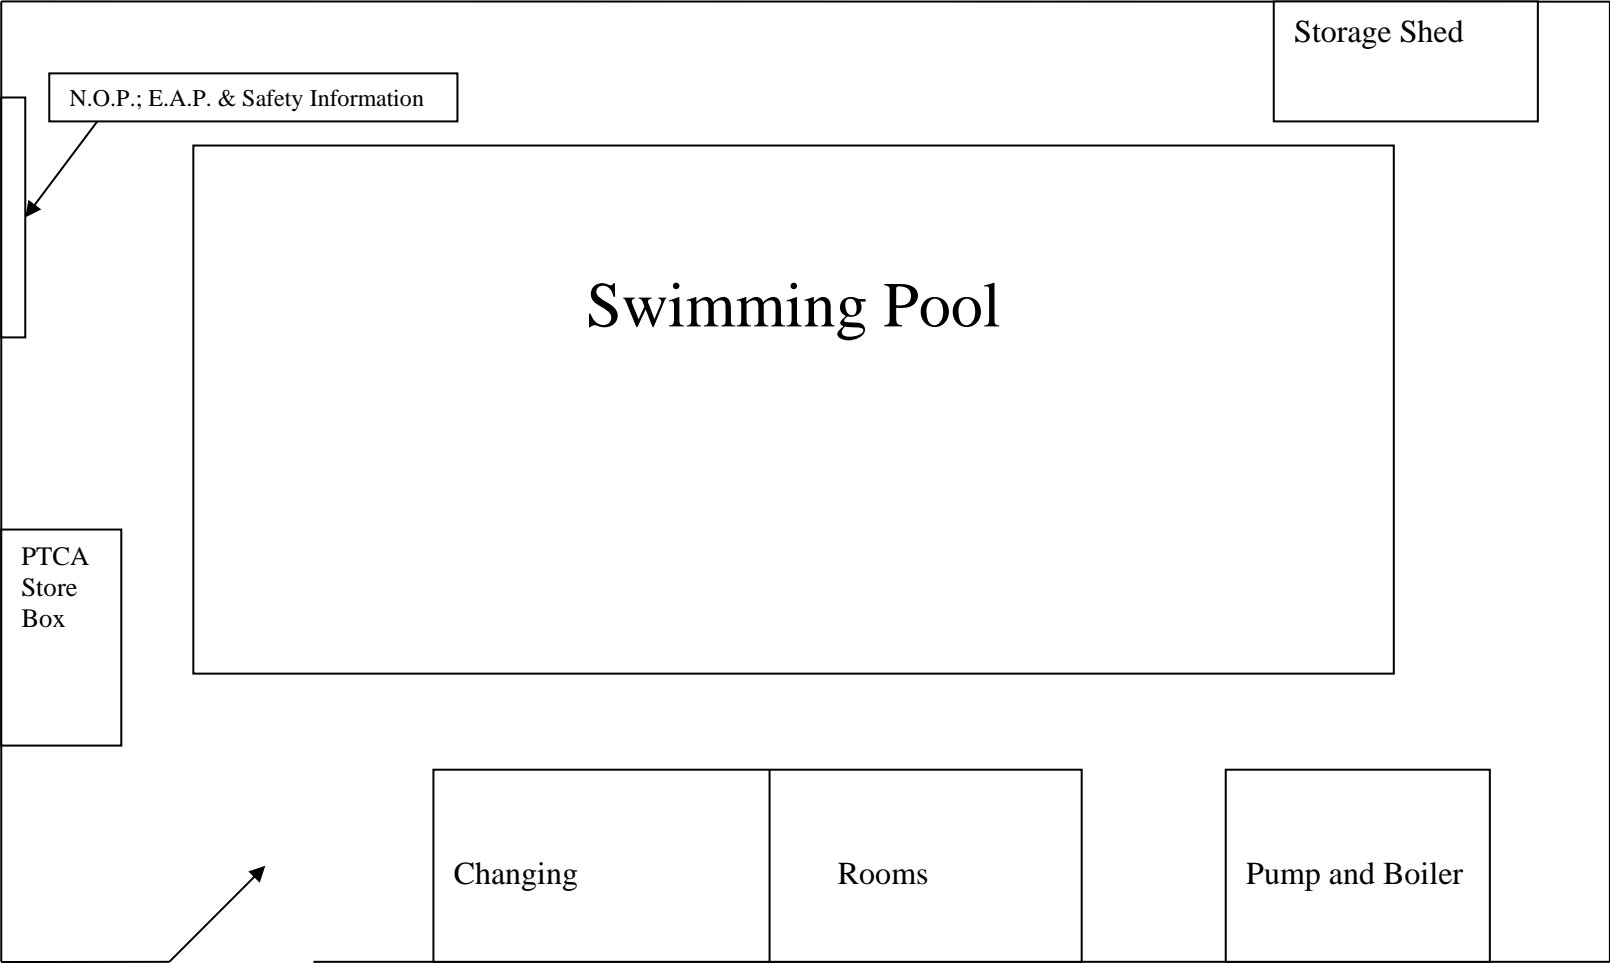 Storage Shed
N.O.P.; E.A.P. & Safety Information
Swimming Pool
PTCA
Store
Box
Changing
Rooms
Pump and Boiler